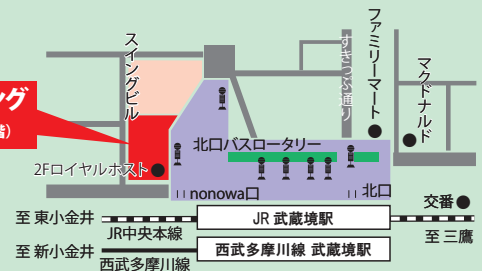 ング
階）
スイングビル
すきっぷ通り
ファミリーマート
マクドナルド
北口バスロータリー
2Fロイヤルホスト
nonowa口
北口
交番
至 東小金井
JR中央本線
JR 武蔵境駅
至 三鷹
至 新小金井
西武多摩川線
西武多摩川線 武蔵境駅